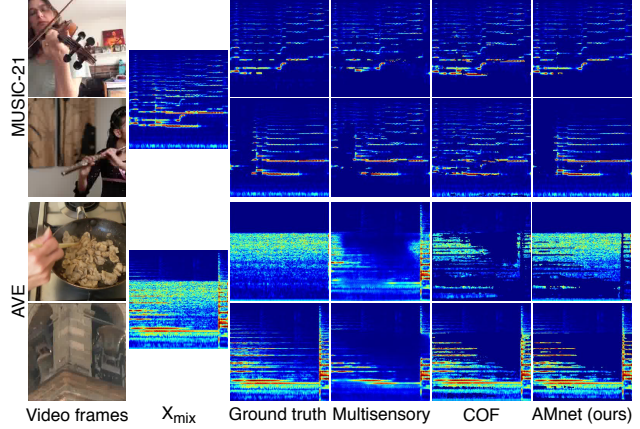 MUSIC-21
AVE
Video frames
Xmix
Ground truth
Multisensory
COF
AMnet (ours)